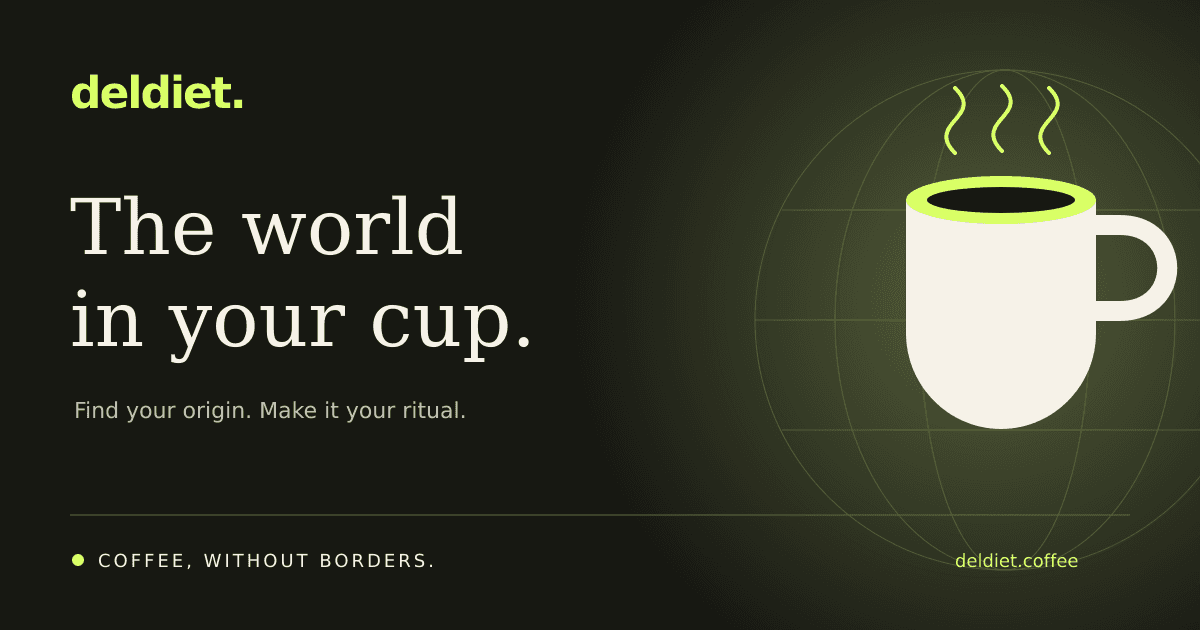 deldiet.
The world
in your cup.
Find your origin. Make it your ritual.
COFFEE, WITHOUT BORDERS.
deldiet.coffee